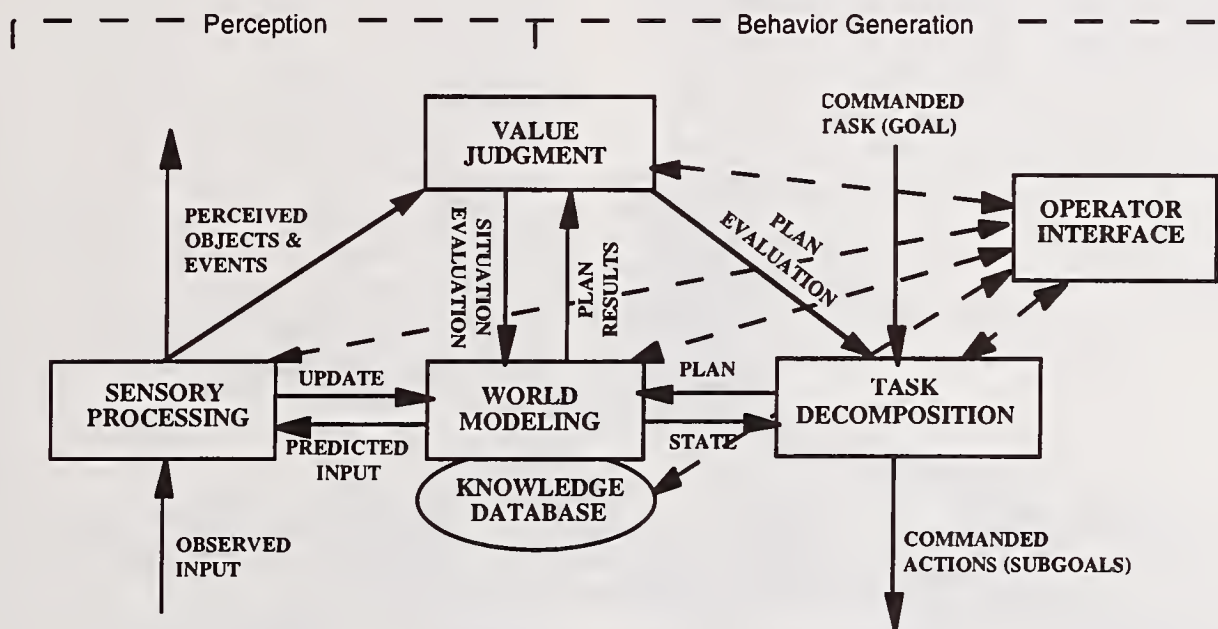 Perception
Behavior Generation
VALUE
JUDGMENT
COMMANDED
TASK (GOAL)
OPERATOR
INTERFACE
PERCEIVED
OBJECTS &
EVENTS
SITUATION
EVALUATION
PLAN
RESULTS
PLAN
EVALUATION
SENSORY
PROCESSING
UPDATE
PREDICTED
INPUT
WORLD
MODELING
PLAN
STATE
TASK
DECOMPOSITION
KNOWLEDGE
DATABASE
OBSERVED
INPUT
COMMANDED
ACTIONS (SUBGOALS)